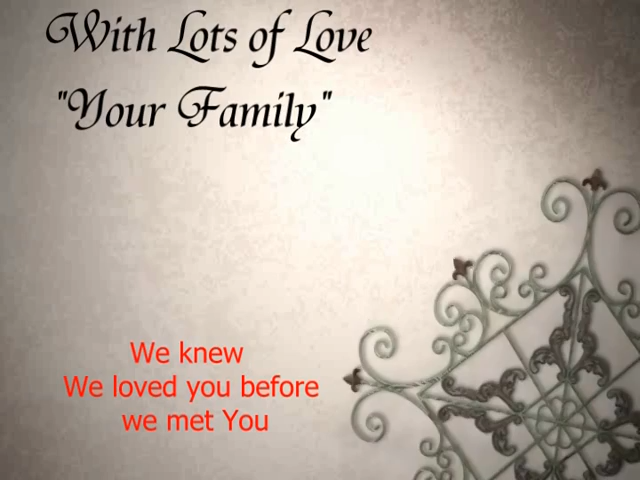 With Lots of Love
"Your Family"
We knew
We loved you before
we met You